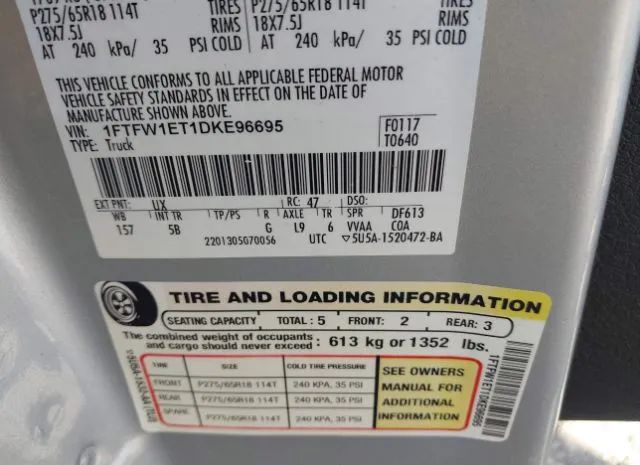 P275/65R18 114T TIRES P275/65R18 114T TIRES
18X7.5J RIMS 18X7.5J RIMS
AT 240 kPa/ 35 PSI COLD AT 240 kPa/ 35 PSI COLD
THIS VEHICLE CONFORMS TO ALL APPLICABLE FEDERAL MOTOR
VEHICLE SAFETY STANDARDS IN EFFECT ON THE DATE OF
MANUFACTURE SHOWN ABOVE.
VIN: 1FTFW1ET1DKE96695 F0117
TYPE: Truck T0640
EXT PNT: UX RC: 47 DSO:
WB INT TR TP/PS R AXLE TR SPR DF613
157 5B G L9 6 VVAA COA
2201305070056 UTC ▽5U5A-1520472-BA
TIRE AND LOADING INFORMATION
SEATING CAPACITY TOTAL: 5 FRONT: 2 REAR: 3
The combined weight of occupants
and cargo should never exceed: 613 kg or 1352 lbs.
TIRE SIZE COLD TIRE PRESSURE
FRONT P275/65R18 114T 240 KPA, 35 PSI
REAR P275/65R18 114T 240 KPA, 35 PSI
SPARE P275/65R18 114T 240 KPA, 35 PSI
SEE OWNERS
MANUAL FOR
ADDITIONAL
INFORMATION
1FTFW1ET1DKE96695